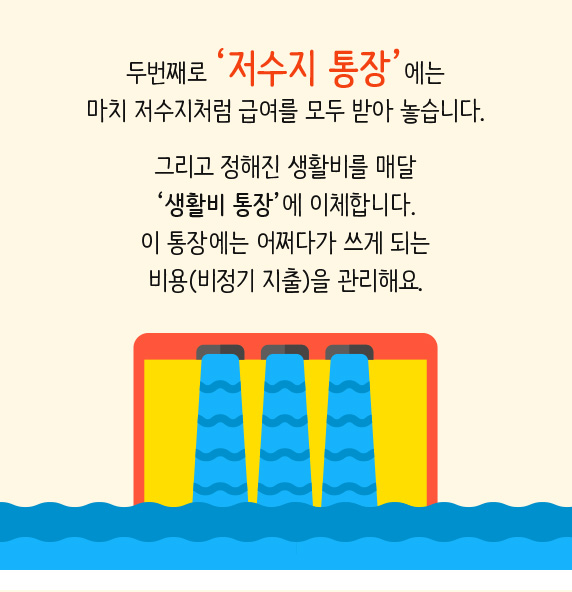 두번째로 ‘저수지 통장’에는
마치 저수지처럼 급여를 모두 받아 놓습니다.
그리고 정해진 생활비를 매달
‘생활비 통장’에 이체합니다.
이 통장에는 어쩌다가 쓰게 되는
비용(비정기 지출)을 관리해요.